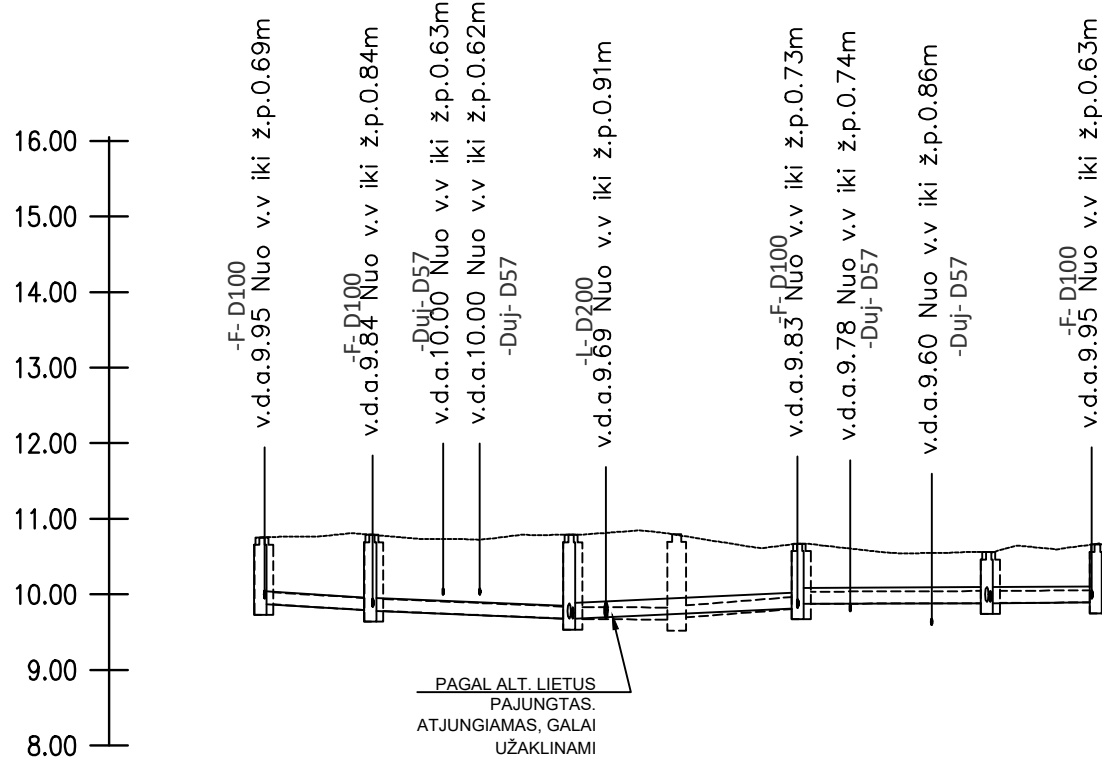 16.00
15.00
14.00
13.00
12.00
11.00
10.00
9.00
8.00
-F- D100
v.d.a.9.95 Nuo v.v iki ž.p.0.69m
-F- D100
v.d.a.9.84 Nuo v.v iki ž.p.0.84m
-Duj- D57
v.d.a.10.00 Nuo v.v iki ž.p.0.63m
v.d.a.10.00 Nuo v.v iki ž.p.0.62m
-Duj- D57
-L- D200
v.d.a.9.69 Nuo v.v iki ž.p.0.91m
-F- D100
v.d.a.9.83 Nuo v.v iki ž.p.0.73m
v.d.a.9.78 Nuo v.v iki ž.p.0.74m
-Duj- D57
v.d.a.9.60 Nuo v.v iki ž.p.0.86m
-Duj- D57
-F- D100
v.d.a.9.95 Nuo v.v iki ž.p.0.63m
PAGAL ALT. LIETUS
PAJUNGTAS.
ATJUNGIAMAS, GALAI
UŽAKLINAMI